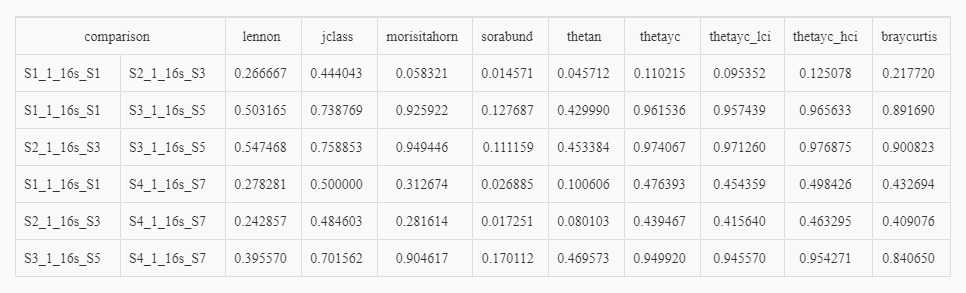 comparison lennon jclass morisitahorn sorabund thetan thetayc thetayc_lci thetayc_hci braycurtis
S1_1_16s_S1 S2_1_16s_S3 0.266667 0.444043 0.058321 0.014571 0.045712 0.110215 0.095352 0.125078 0.217720
S1_1_16s_S1 S3_1_16s_S5 0.503165 0.738769 0.925922 0.127687 0.429990 0.961536 0.957439 0.965633 0.891690
S2_1_16s_S3 S3_1_16s_S5 0.547468 0.758853 0.949446 0.111159 0.453384 0.974067 0.971260 0.976875 0.900823
S1_1_16s_S1 S4_1_16s_S7 0.278281 0.500000 0.312674 0.026885 0.100606 0.476393 0.454359 0.498426 0.432694
S2_1_16s_S3 S4_1_16s_S7 0.242857 0.484603 0.281614 0.017251 0.080103 0.439467 0.415640 0.463295 0.409076
S3_1_16s_S5 S4_1_16s_S7 0.395570 0.701562 0.904617 0.170112 0.469573 0.949920 0.945570 0.954271 0.840650